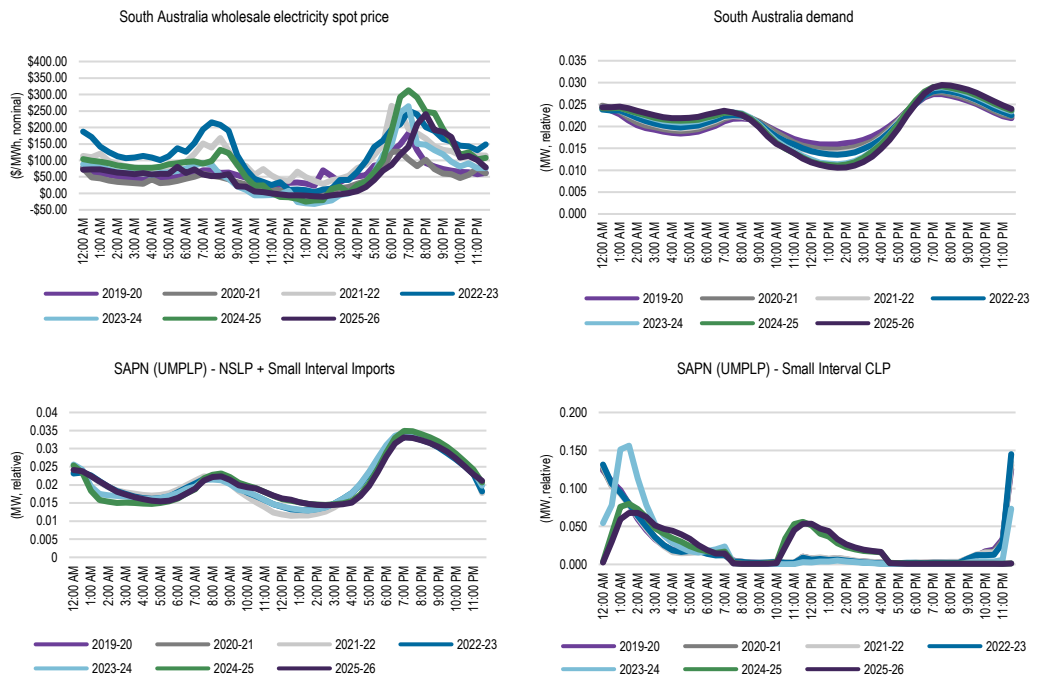 South Australia wholesale electricity spot price
($/MWh, nominal)
$400.00
$350.00
$300.00
$250.00
$200.00
$150.00
$100.00
$50.00
$0.00
-$50.00
12:00 AM
1:00 AM
2:00 AM
3:00 AM
4:00 AM
5:00 AM
6:00 AM
7:00 AM
8:00 AM
9:00 AM
10:00 AM
11:00 AM
12:00 PM
1:00 PM
2:00 PM
3:00 PM
4:00 PM
5:00 PM
6:00 PM
7:00 PM
8:00 PM
9:00 PM
10:00 PM
11:00 PM
2019-20 2020-21 2021-22 2022-23
2023-24 2024-25 2025-26
South Australia demand
(MW, relative)
0.035
0.030
0.025
0.020
0.015
0.010
0.005
0.000
12:00 AM
1:00 AM
2:00 AM
3:00 AM
4:00 AM
5:00 AM
6:00 AM
7:00 AM
8:00 AM
9:00 AM
10:00 AM
11:00 AM
12:00 PM
1:00 PM
2:00 PM
3:00 PM
4:00 PM
5:00 PM
6:00 PM
7:00 PM
8:00 PM
9:00 PM
10:00 PM
11:00 PM
2019-20 2020-21 2021-22 2022-23
2023-24 2024-25 2025-26
SAPN (UMPLP) - NSLP + Small Interval Imports
(MW, relative)
0.04
0.035
0.03
0.025
0.02
0.015
0.01
0.005
0
12:00 AM
1:00 AM
2:00 AM
3:00 AM
4:00 AM
5:00 AM
6:00 AM
7:00 AM
8:00 AM
9:00 AM
10:00 AM
11:00 AM
12:00 PM
1:00 PM
2:00 PM
3:00 PM
4:00 PM
5:00 PM
6:00 PM
7:00 PM
8:00 PM
9:00 PM
10:00 PM
11:00 PM
2019-20 2020-21 2021-22 2022-23
2023-24 2024-25 2025-26
SAPN (UMPLP) - Small Interval CLP
(MW, relative)
0.200
0.150
0.100
0.050
0.000
12:00 AM
1:00 AM
2:00 AM
3:00 AM
4:00 AM
5:00 AM
6:00 AM
7:00 AM
8:00 AM
9:00 AM
10:00 AM
11:00 AM
12:00 PM
1:00 PM
2:00 PM
3:00 PM
4:00 PM
5:00 PM
6:00 PM
7:00 PM
8:00 PM
9:00 PM
10:00 PM
11:00 PM
2019-20 2020-21 2021-22 2022-23
2023-24 2024-25 2025-26